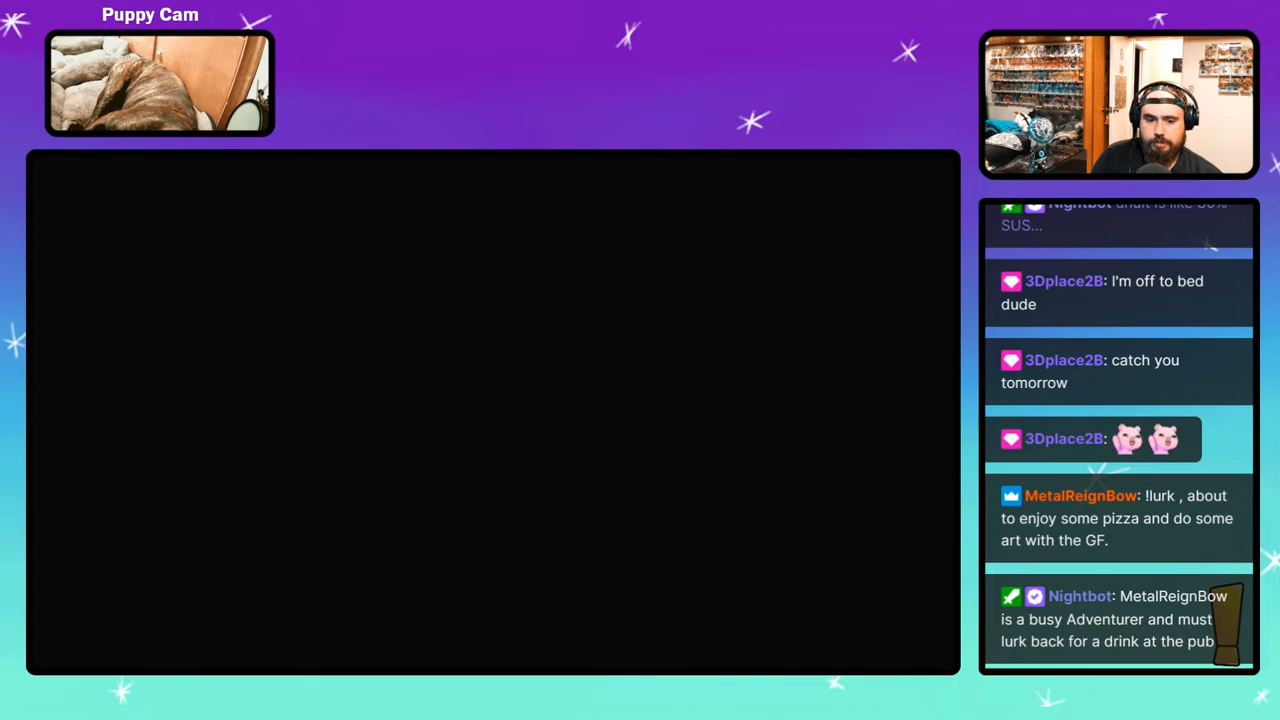 Puppy Cam
SUS...
3Dplace2B: I'm off to bed
dude
3Dplace2B: catch you
tomorrow
3Dplace2B:
MetalReignBow: !lurk , about
to enjoy some pizza and do some
art with the GF.
Nightbot: MetalReignBow
is a busy Adventurer and must
lurk back for a drink at the pub